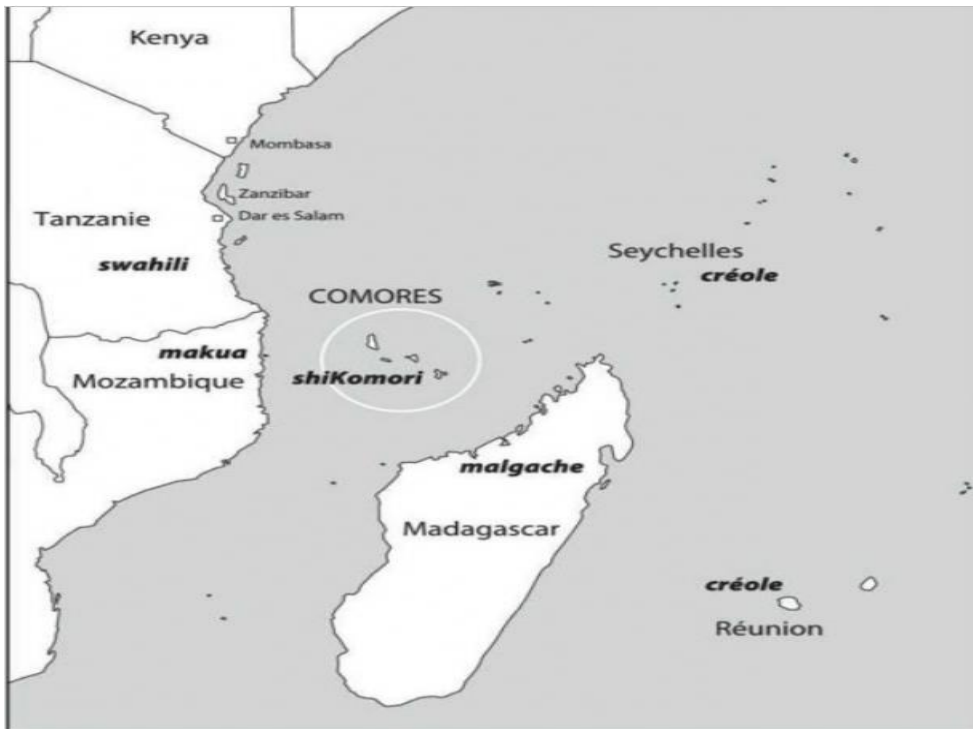 Kenya
Mombasa
Zanzibar
Dar es Salam
Tanzanie
swahili
Seychelles
créole
COMORES
makua
Mozambique
shiKomori
malgache
Madagascar
créole
Réunion